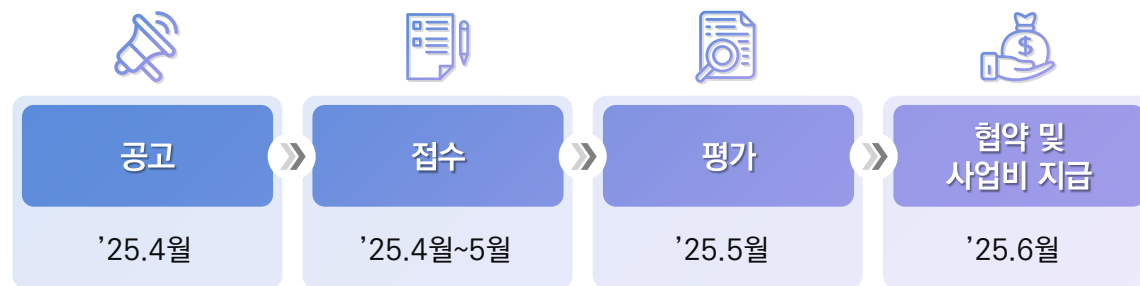 공고
접수
평가
협약 및
사업비 지급
’25.4월
’25.4월~5월
’25.5월
’25.6월